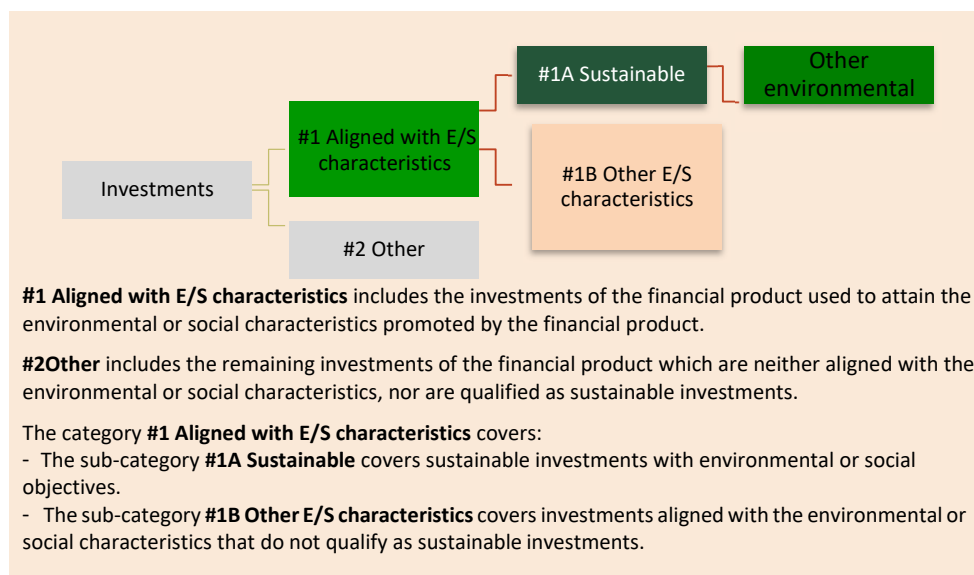 #1A Sustainable
Other
environmental
#1 Aligned with E/S
characteristics
#1B Other E/S
characteristics
Investments
#2 Other
#1 Aligned with E/S characteristics includes the investments of the financial product used to attain the
environmental or social characteristics promoted by the financial product.
#2Other includes the remaining investments of the financial product which are neither aligned with the
environmental or social characteristics, nor are qualified as sustainable investments.
The category #1 Aligned with E/S characteristics covers:
- The sub-category #1A Sustainable covers sustainable investments with environmental or social
objectives.
- The sub-category #1B Other E/S characteristics covers investments aligned with the environmental or
social characteristics that do not qualify as sustainable investments.